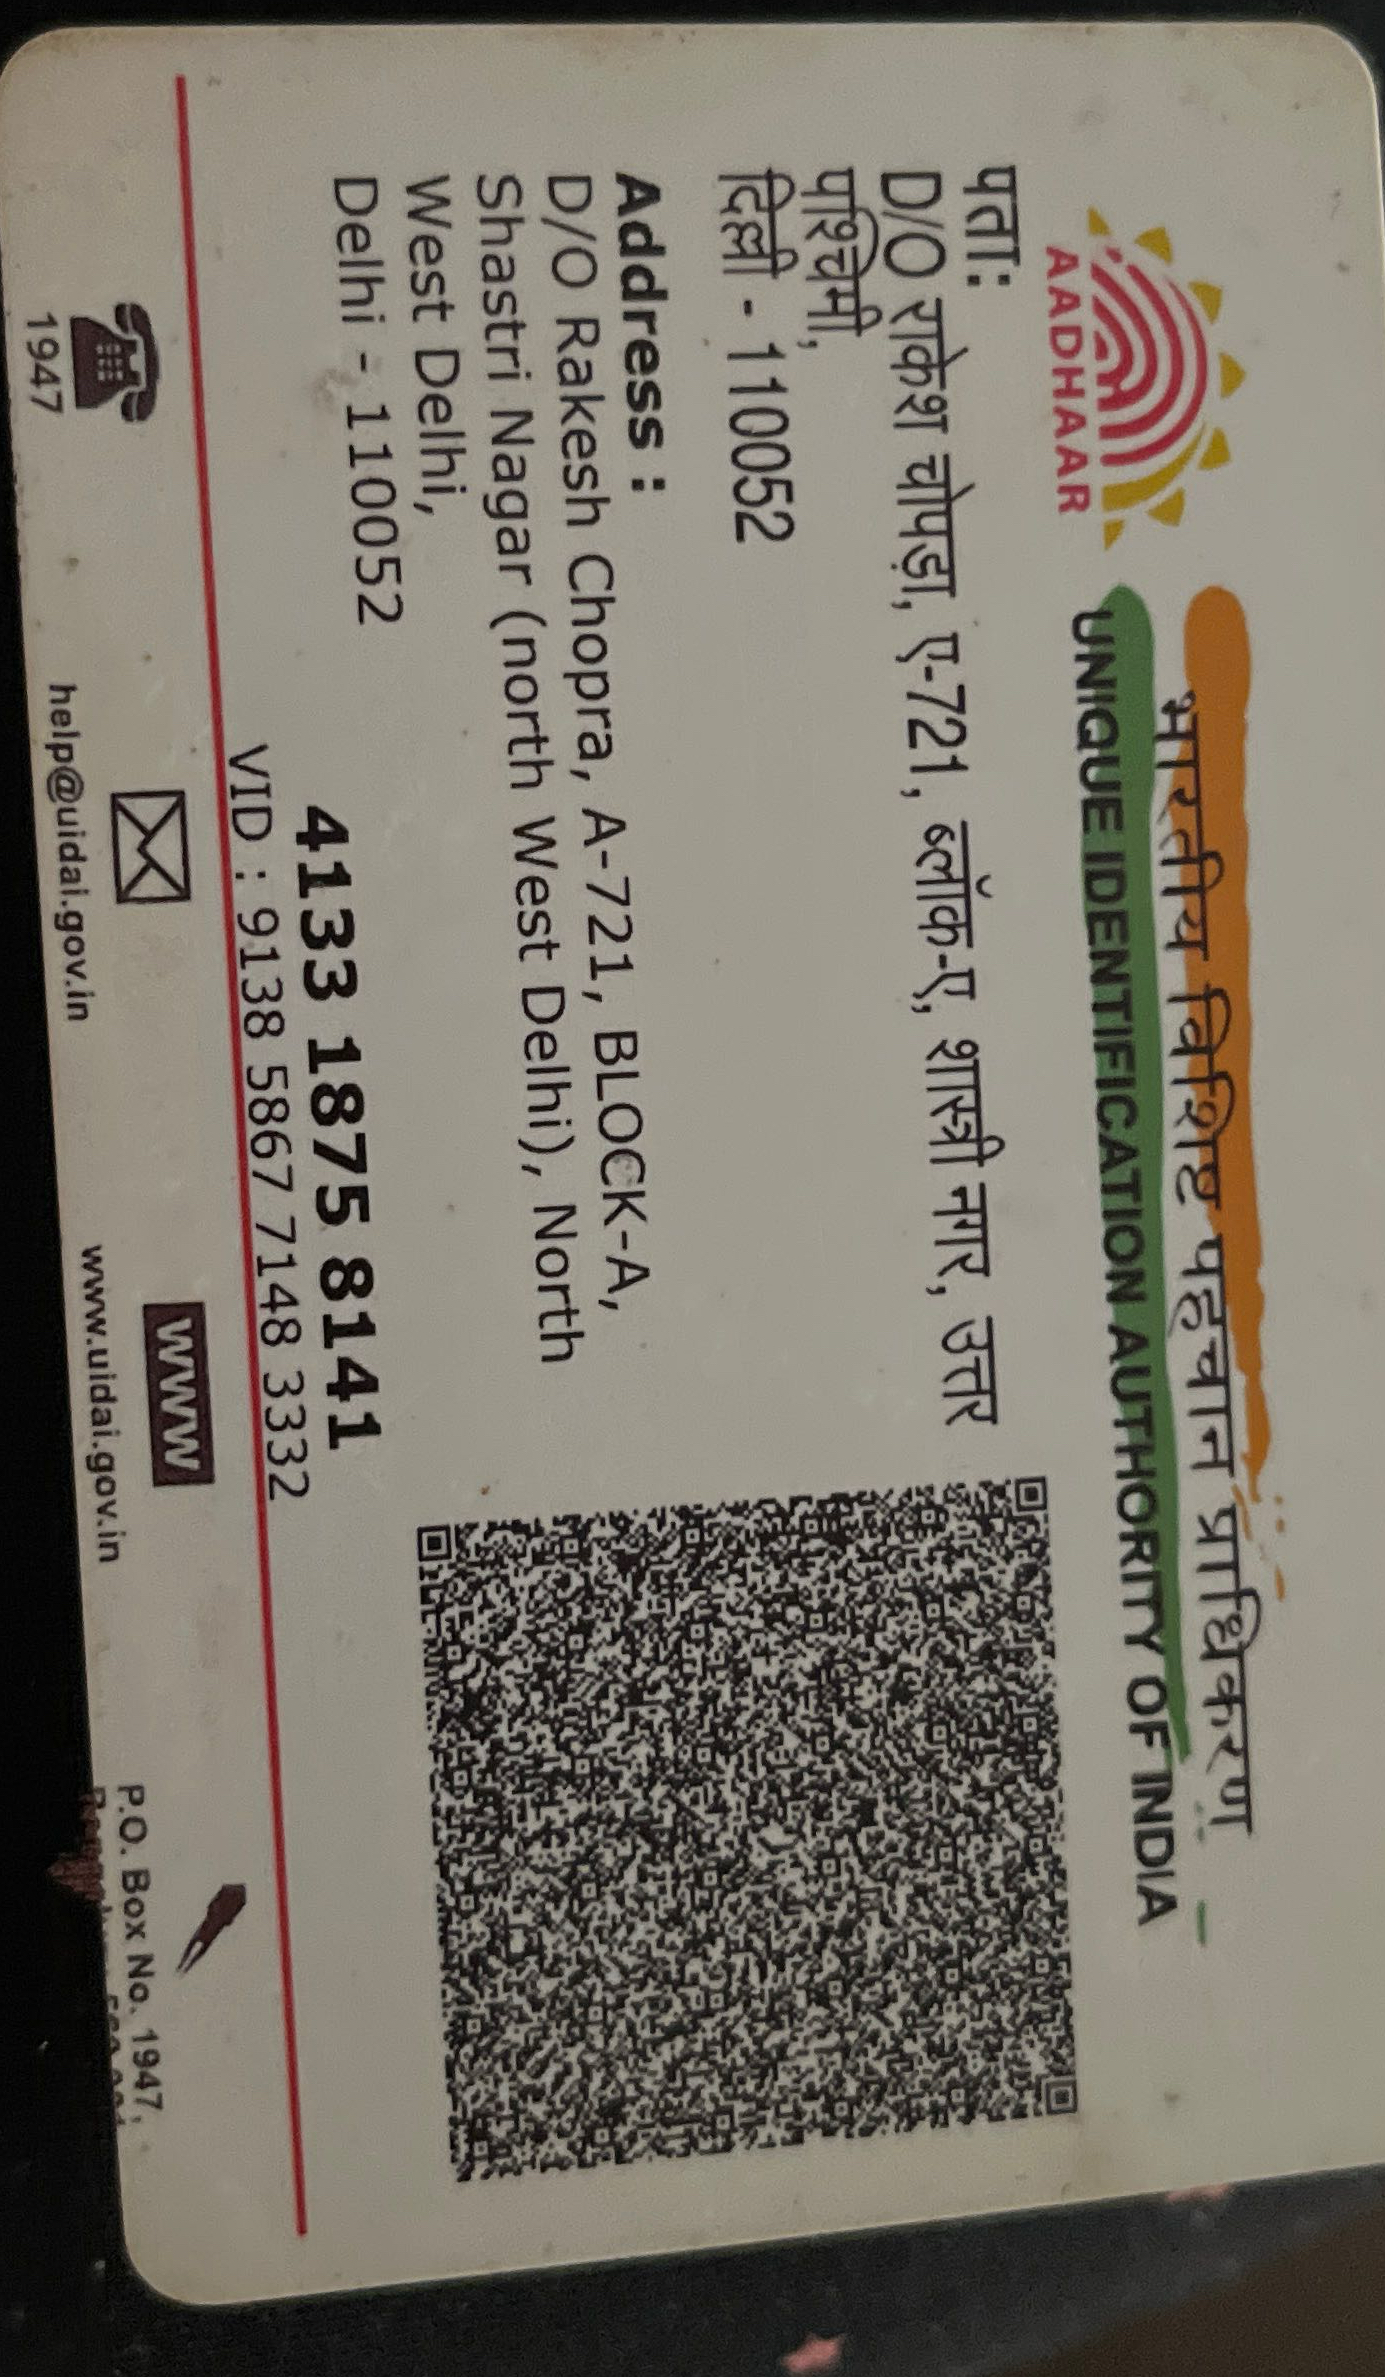 भारतीय विशिष्ट पहचान प्राधिकरण
UNIQUE IDENTIFICATION AUTHORITY OF INDIA
AADHAAR
पता:
D/O राकेश चोपड़ा, ए-721, ब्लॉक-ए, शास्त्री नगर, उत्तर
पश्चिमी,
दिल्ली - 110052
Address :
D/O Rakesh Chopra, A-721, BLOCK-A,
Shastri Nagar (north West Delhi), North
West Delhi,
Delhi - 110052
4133 1875 8141
VID : 9138 5867 7148 3332
1947
help@uidai.gov.in
www
www.uidai.gov.in
P.O. Box No. 1947,